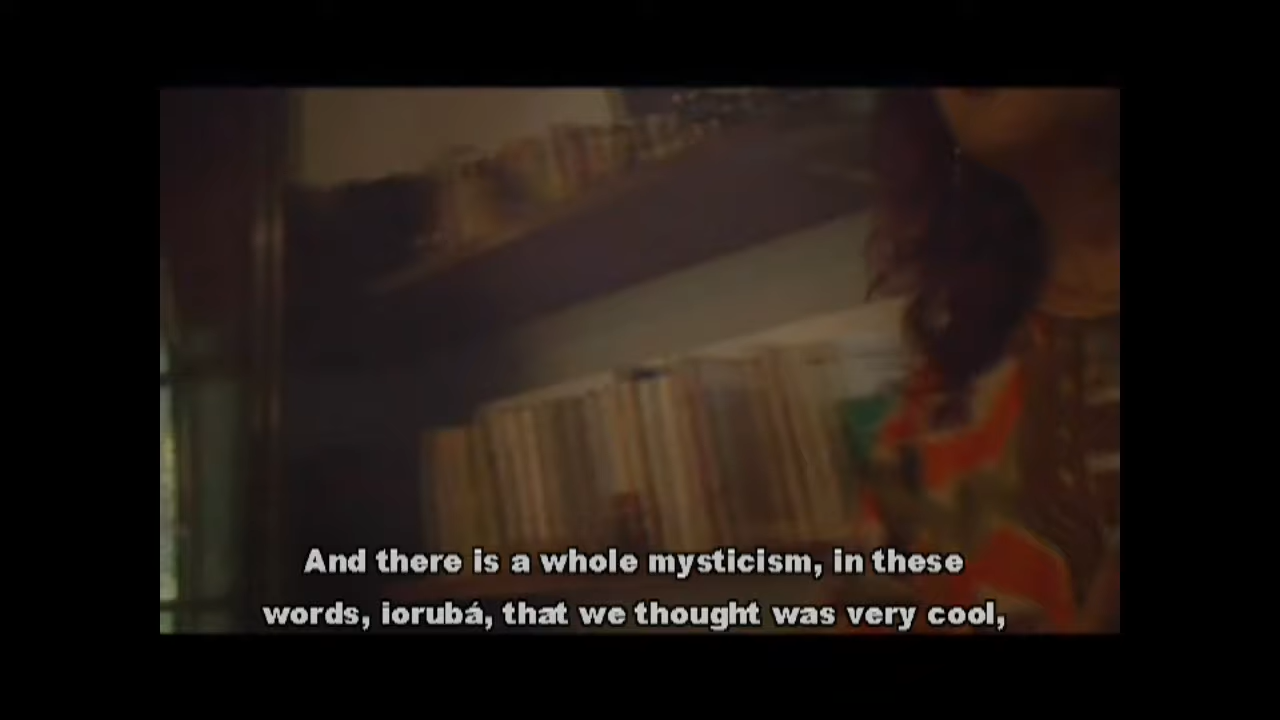 And there is a whole mysticism, in these
words, iorubá, that we thought was very cool,